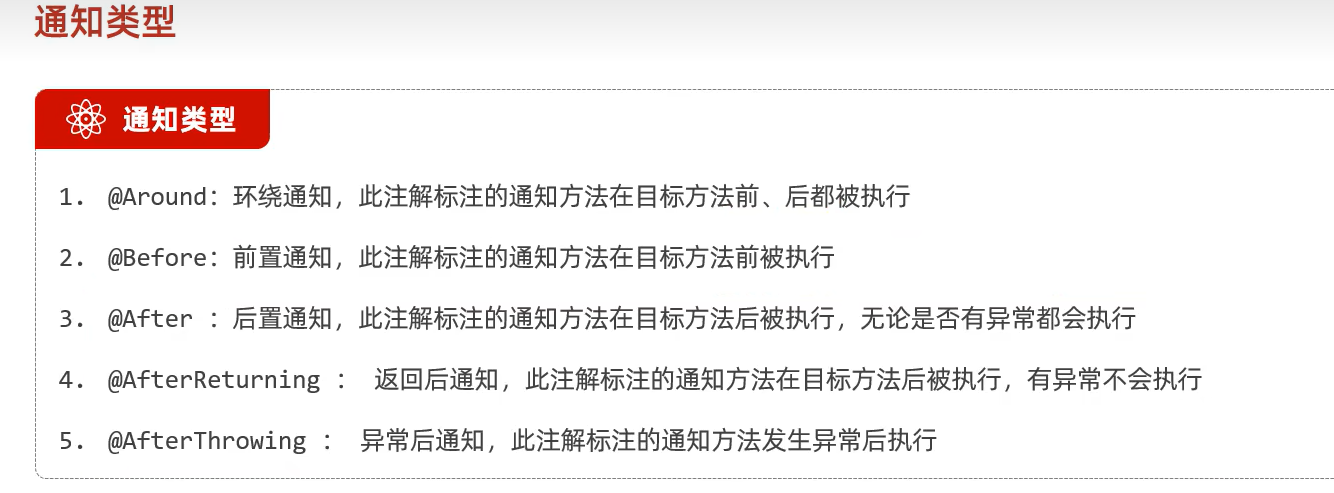 通知类型
通知类型
1. @Around：环绕通知，此注解标注的通知方法在目标方法前、后都被执行
2. @Before：前置通知，此注解标注的通知方法在目标方法前被执行
3. @After ：后置通知，此注解标注的通知方法在目标方法后被执行，无论是否有异常都会执行
4. @AfterReturning ： 返回后通知，此注解标注的通知方法在目标方法后被执行，有异常不会执行
5. @AfterThrowing ： 异常后通知，此注解标注的通知方法发生异常后执行